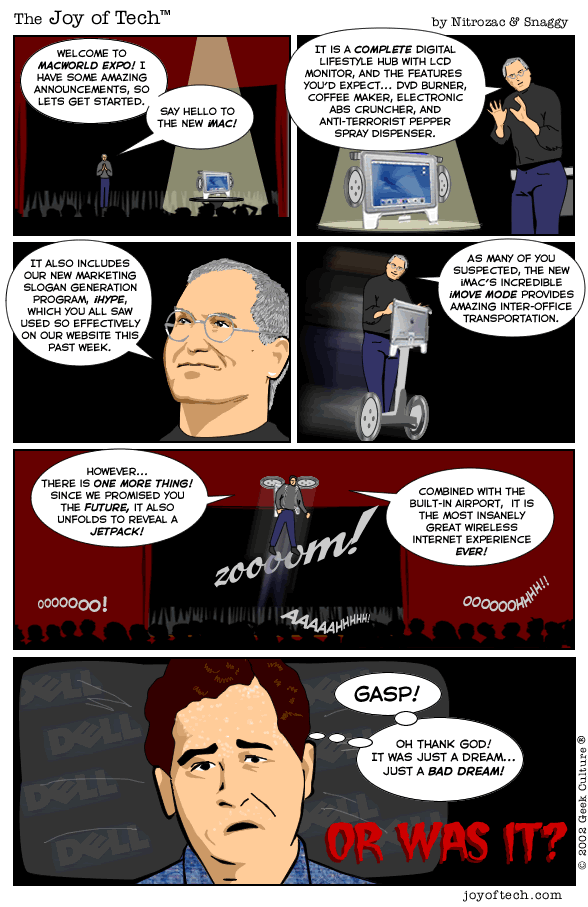 The Joy of Tech™
by Nitrozac & Snaggy
WELCOME TO
MACWORLD EXPO! I
HAVE SOME AMAZING
ANNOUNCEMENTS, SO
LETS GET STARTED.
SAY HELLO TO
THE NEW iMAC!
IT IS A COMPLETE DIGITAL
LIFESTYLE HUB WITH LCD
MONITOR, AND THE FEATURES
YOU'D EXPECT... DVD BURNER,
COFFEE MAKER, ELECTRONIC
ABS CRUNCHER, AND
ANTI-TERRORIST PEPPER
SPRAY DISPENSER.
IT ALSO INCLUDES
OUR NEW MARKETING
SLOGAN GENERATION
PROGRAM, iHYPE,
WHICH YOU ALL SAW
USED SO EFFECTIVELY
ON OUR WEBSITE THIS
PAST WEEK.
AS MANY OF YOU
SUSPECTED, THE NEW
iMAC'S INCREDIBLE
iMOVE MODE PROVIDES
AMAZING INTER-OFFICE
TRANSPORTATION.
HOWEVER...
THERE IS ONE MORE THING!
SINCE WE PROMISED YOU
THE FUTURE, IT ALSO
UNFOLDS TO REVEAL A
JETPACK!
COMBINED WITH THE
BUILT-IN AIRPORT, IT IS
THE MOST INSANELY
GREAT WIRELESS
INTERNET EXPERIENCE
EVER!
zooooom!
OOOOOOO!
AAAAAHHHHH!
OOOOOOHHHH!!
DELL
DELL
DELL
DELL
GASP!
OH THANK GOD!
IT WAS JUST A DREAM...
JUST A BAD DREAM!
OR WAS IT?
© 2002 Geek Culture ®
joyoftech.com